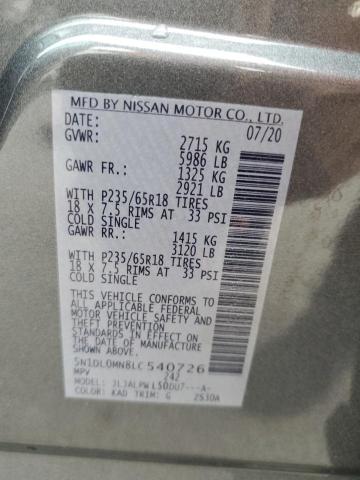 MFD BY NISSAN MOTOR CO., LTD.
DATE: 07/20
GVWR: 2715 KG
5986 LB
GAWR FR: 1325 KG
2921 LB
WITH P235/65R18 TIRES
18 X 7.5 RIMS AT 33 PSI
COLD SINGLE
GAWR RR: 1415 KG
3120 LB
WITH P235/65R18 TIRES
18 X 7.5 RIMS AT 33 PSI
COLD SINGLE
THIS VEHICLE CONFORMS TO
ALL APPLICABLE FEDERAL
MOTOR VEHICLE SAFETY AND
THEFT PREVENTION
STANDARDS IN EFFECT ON
THE DATE OF MANUFACTURE.
5N1DL0MN8LC540726
MPV 242
MODEL: JLJALPWL50DU7---A-
COLOR: KAD TRIM: G 2530A